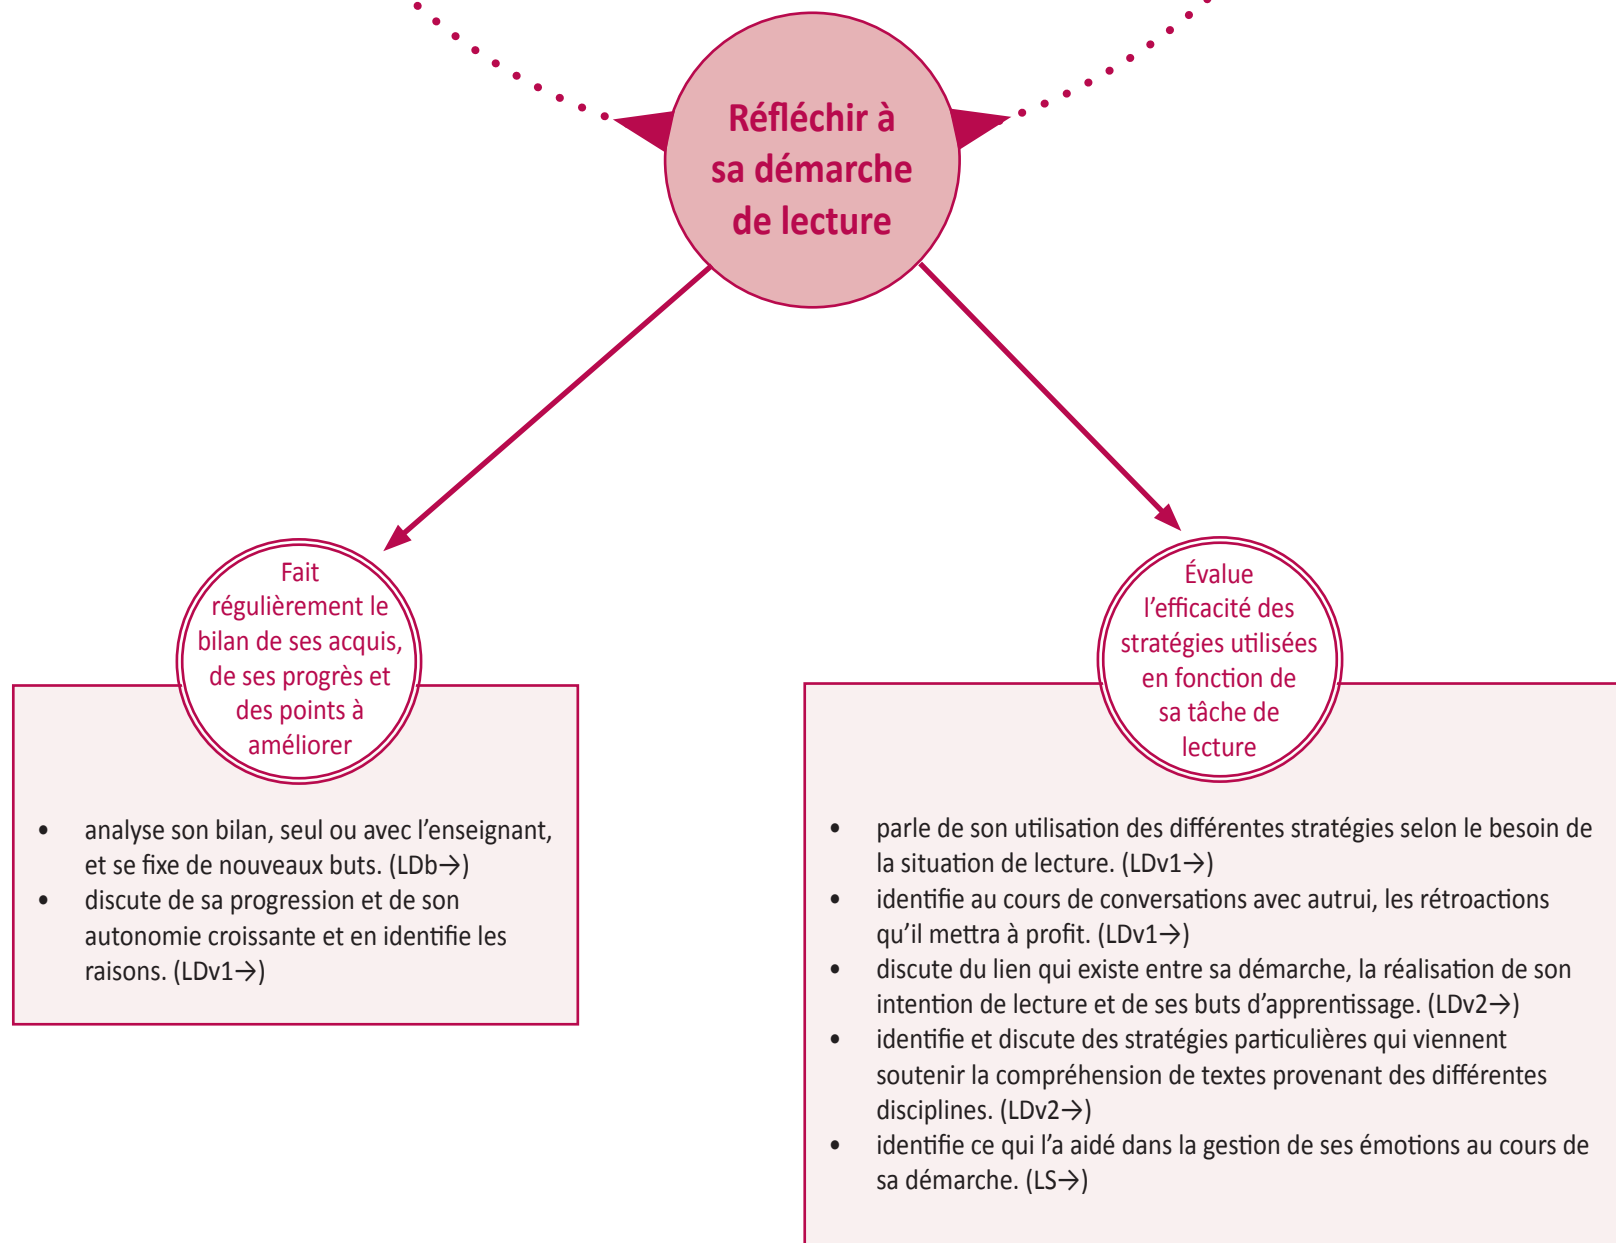 Réfléchir à
sa démarche
de lecture
Fait
régulièrement le
bilan de ses acquis,
de ses progrès et
des points à
améliorer
• analyse son bilan, seul ou avec l’enseignant,
et se fixe de nouveaux buts. (LDb→)
• discute de sa progression et de son
autonomie croissante et en identifie les
raisons. (LDv1→)
Évalue
l’efficacité des
stratégies utilisées
en fonction de
sa tâche de
lecture
• parle de son utilisation des différentes stratégies selon le besoin de
la situation de lecture. (LDv1→)
• identifie au cours de conversations avec autrui, les rétroactions
qu’il mettra à profit. (LDv1→)
• discute du lien qui existe entre sa démarche, la réalisation de son
intention de lecture et de ses buts d’apprentissage. (LDv2→)
• identifie et discute des stratégies particulières qui viennent
soutenir la compréhension de textes provenant des différentes
disciplines. (LDv2→)
• identifie ce qui l’a aidé dans la gestion de ses émotions au cours de
sa démarche. (LS→)